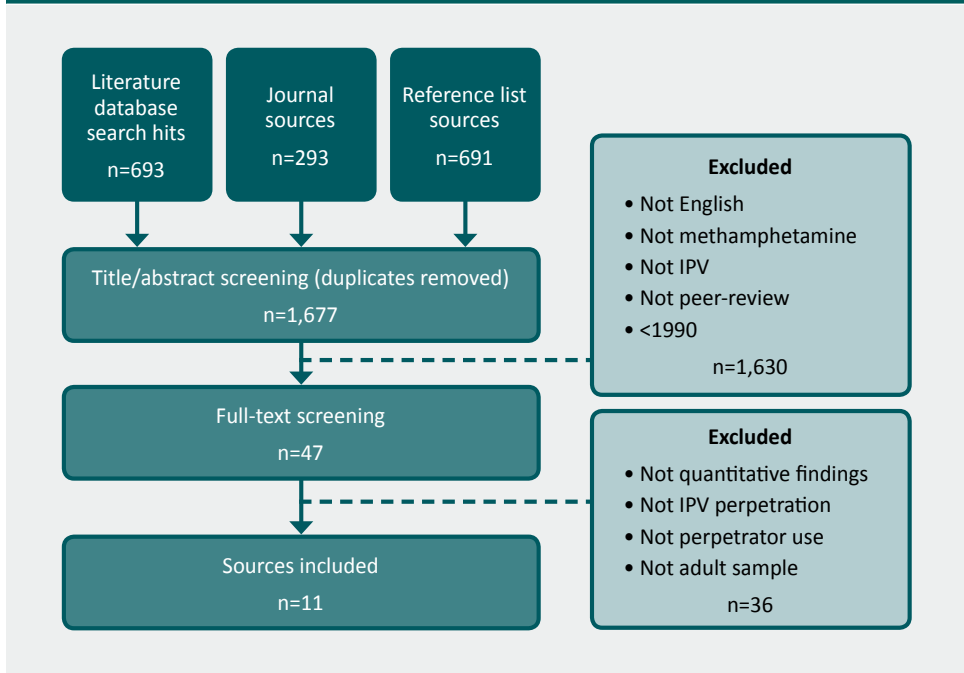 Literature
database
search hits
n=693
Journal
sources
n=293
Reference list
sources
n=691
Title/abstract screening (duplicates removed)
n=1,677
Excluded
• Not English
• Not methamphetamine
• Not IPV
• Not peer-review
• <1990
n=1,630
Full-text screening
n=47
Excluded
• Not quantitative findings
• Not IPV perpetration
• Not perpetrator use
• Not adult sample
n=36
Sources included
n=11